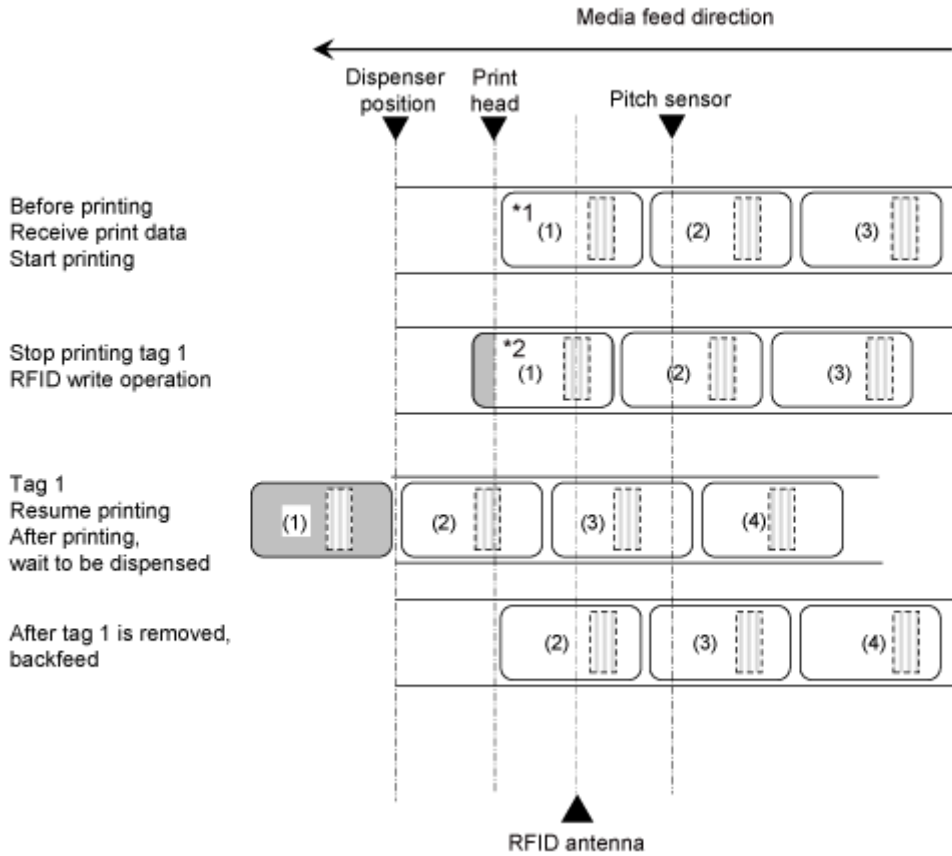 Media feed direction
Dispenser
position
Print
head
Pitch sensor
Before printing
Receive print data
Start printing
*1
(1)
(2)
(3)
Stop printing tag 1
RFID write operation
*2
(1)
(2)
(3)
Tag 1
Resume printing
After printing,
wait to be dispensed
(1)
(2)
(3)
(4)
After tag 1 is removed,
backfeed
(2)
(3)
(4)
RFID antenna